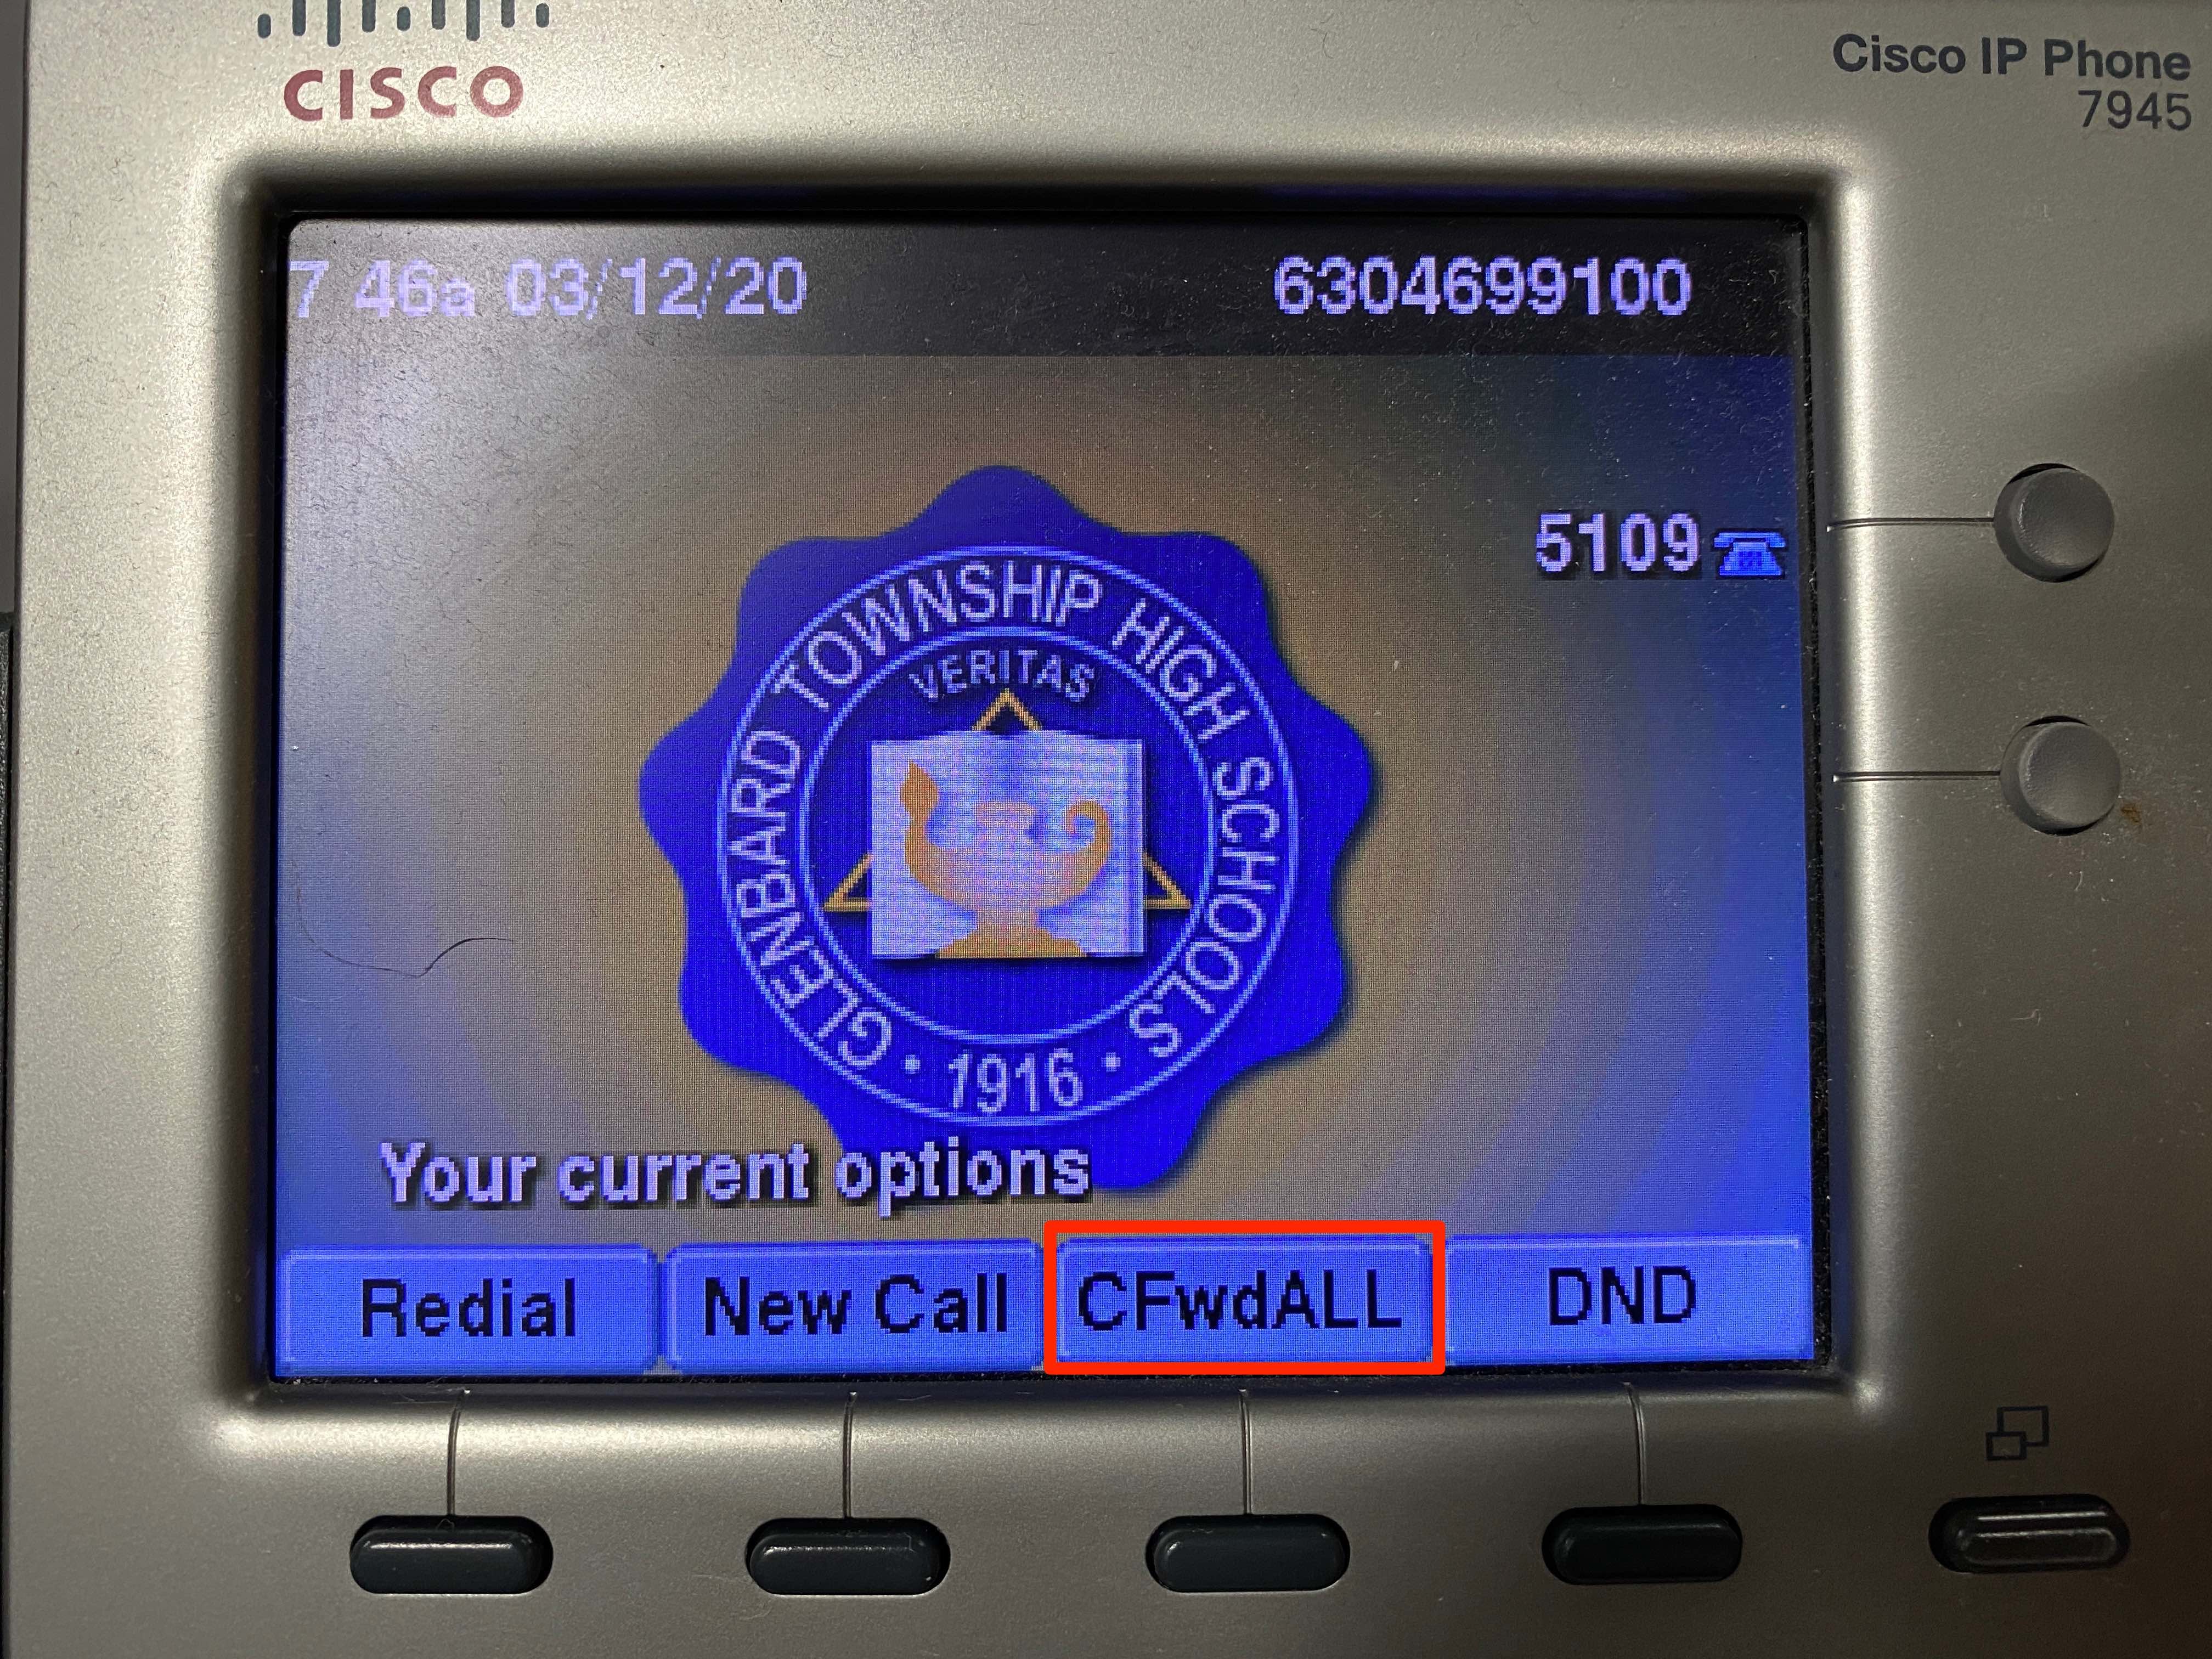 CISCO
Cisco IP Phone
7945
7 46a 03/12/20
6304699100
5109
GLENBARD TOWNSHIP HIGH SCHOOLS
VERITAS
• 1916 •
Your current options
Redial
New Call
CFwdALL
DND